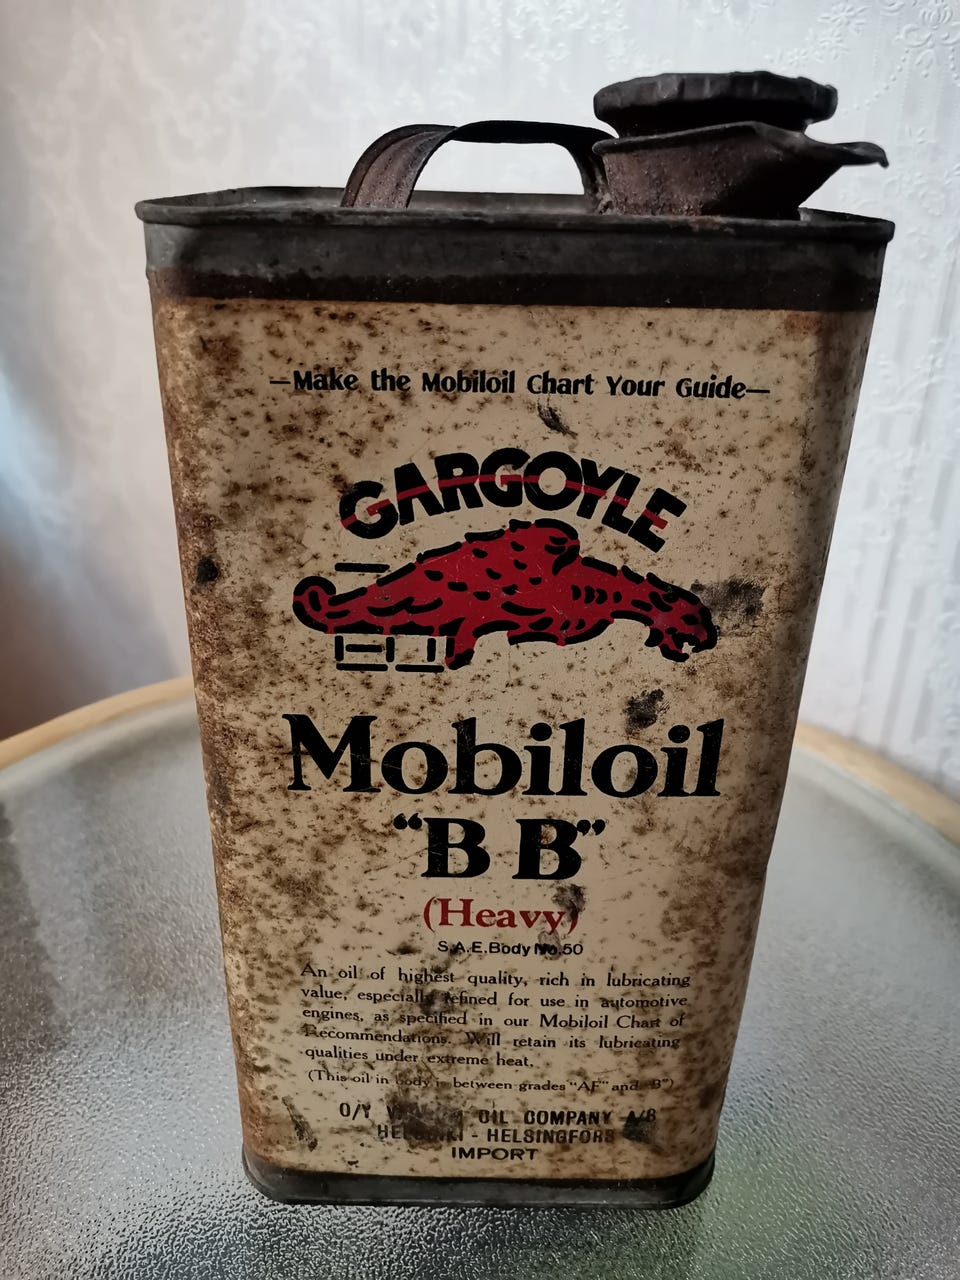 —Make the Mobiloil Chart Your Guide—
GARGOYLE
Mobiloil
“B B”
(Heavy)
S.A.E. Body No. 50
An oil of highest quality, rich in lubricating
value, especially refined for use in automotive
engines, as specified in our Mobiloil Chart of
Recommendations. Will retain its lubricating
qualities under extreme heat.
(This oil in body is between grades “AF” and “B”)
O/Y OIL COMPANY A/B
HELSINKI - HELSINGFORS
IMPORT